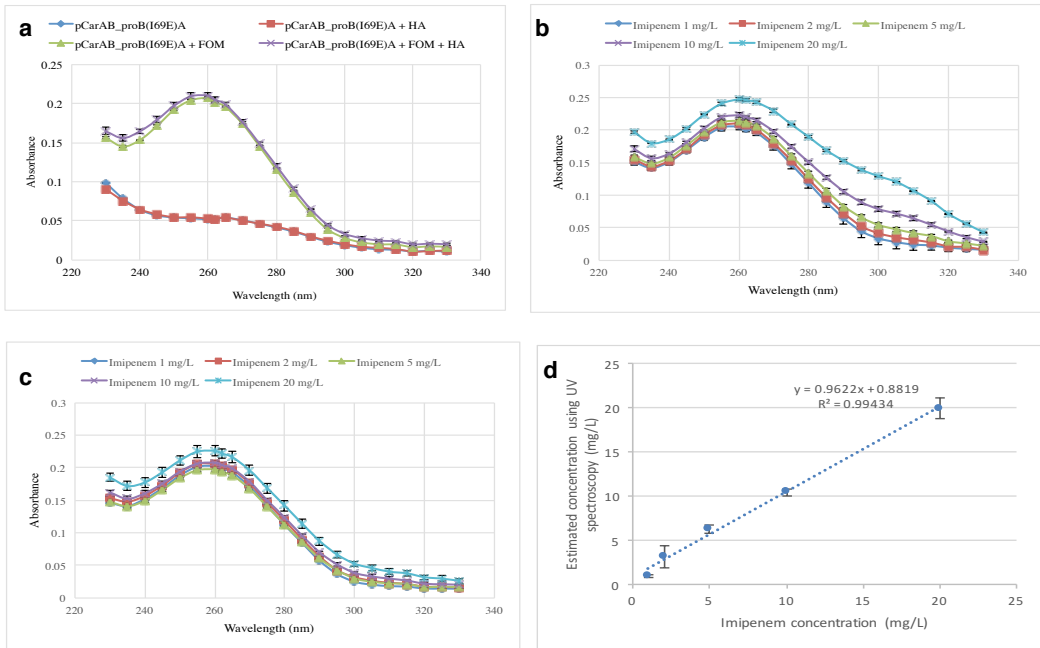 a
pCarAB_proB(I69E)A
pCarAB_proB(I69E)A + HA
pCarAB_proB(I69E)A + FOM
pCarAB_proB(I69E)A + FOM + HA
0.25
0.2
0.15
0.1
0.05
0
Absorbance
220 240 260 280 300 320 340
Wavelength (nm)
b
Imipenem 1 mg/L
Imipenem 2 mg/L
Imipenem 5 mg/L
Imipenem 10 mg/L
Imipenem 20 mg/L
0.3
0.25
0.2
0.15
0.1
0.05
0
Absorbance
220 240 260 280 300 320 340
Wavelength (nm)
c
Imipenem 1 mg/L
Imipenem 2 mg/L
Imipenem 5 mg/L
Imipenem 10 mg/L
Imipenem 20 mg/L
0.3
0.25
0.2
0.15
0.1
0.05
0
Absorbance
220 240 260 280 300 320 340
Wavelength (nm)
d
y = 0.9622x + 0.8819
R² = 0.99434
25
20
15
10
5
0
Estimated concentration using UV
spectroscopy (mg/L)
0 5 10 15 20 25
Imipenem concentration (mg/L)